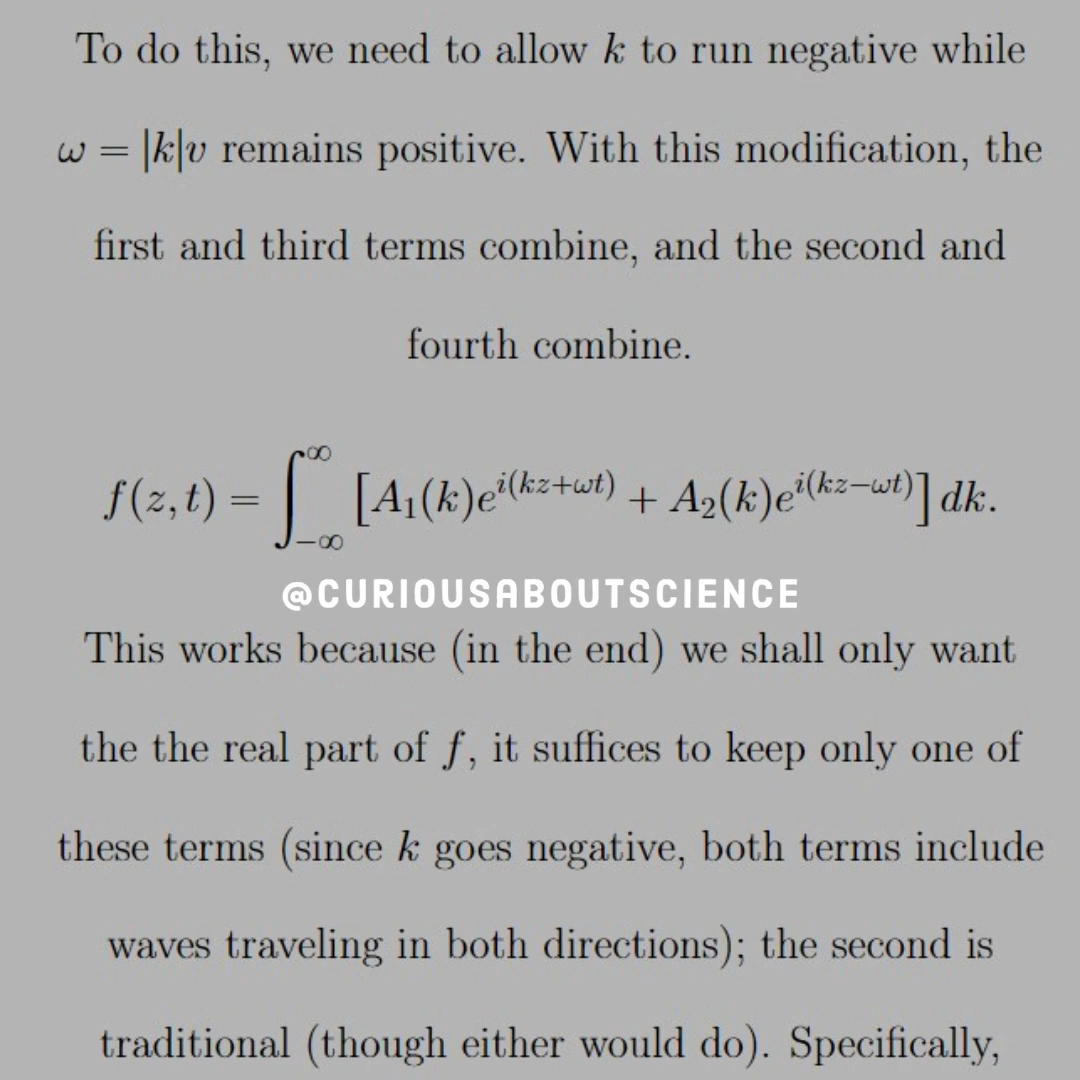 To do this, we need to allow k to run negative while
ω = |k|v remains positive. With this modification, the
first and third terms combine, and the second and
fourth combine.
f(z, t) = ∫_{−∞}^{∞} [A₁(k)e^{i(kz+ωt)} + A₂(k)e^{i(kz−ωt)}] dk.
@CURIOUSABOUTSCIENCE
This works because (in the end) we shall only want
the the real part of f, it suffices to keep only one of
these terms (since k goes negative, both terms include
waves traveling in both directions); the second is
traditional (though either would do). Specifically,